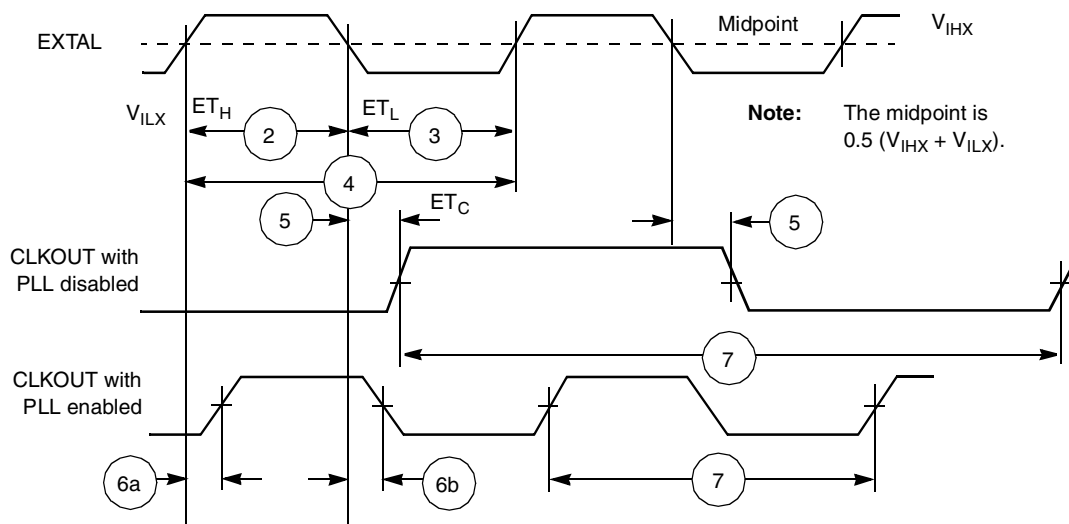 EXTAL
Midpoint
V_IHX
V_ILX
ET_H
ET_L
2
3
Note: The midpoint is
0.5 (V_IHX + V_ILX).
4
ET_C
5
5
CLKOUT with
PLL disabled
7
CLKOUT with
PLL enabled
6a
6b
7